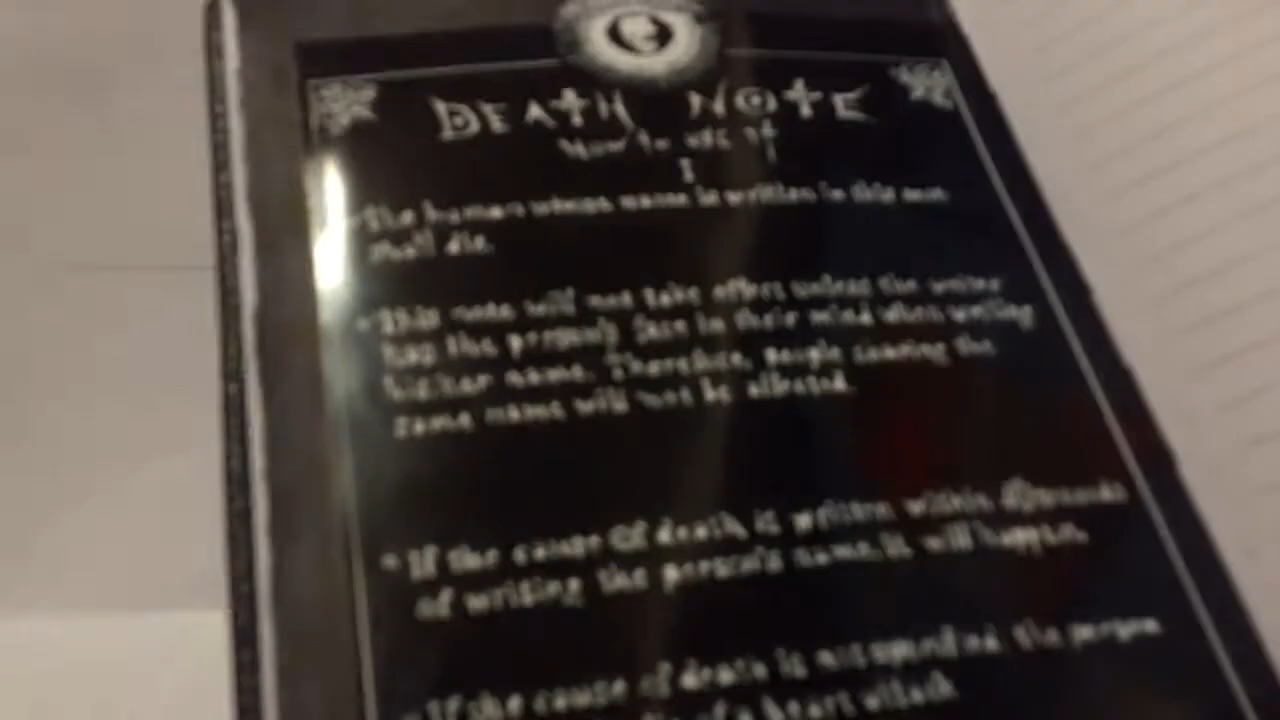 DEATH NOTE
How to use it
I
The human whose name is written in this note
shall die.
This note will not take effect unless the writer
has the person's face in their mind when writing
his/her name. Therefore, people sharing the
same name will not be affected.
If the cause of death is written within
of writing the person's name, it will happen.
If the cause of death is not specified, the person
of a heart attack